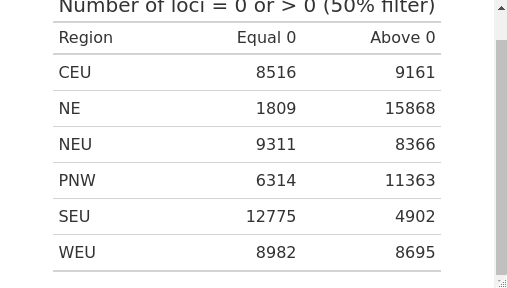 Number of loci = 0 or > 0 (50% filter)
Region Equal 0 Above 0
CEU 8516 9161
NE 1809 15868
NEU 9311 8366
PNW 6314 11363
SEU 12775 4902
WEU 8982 8695